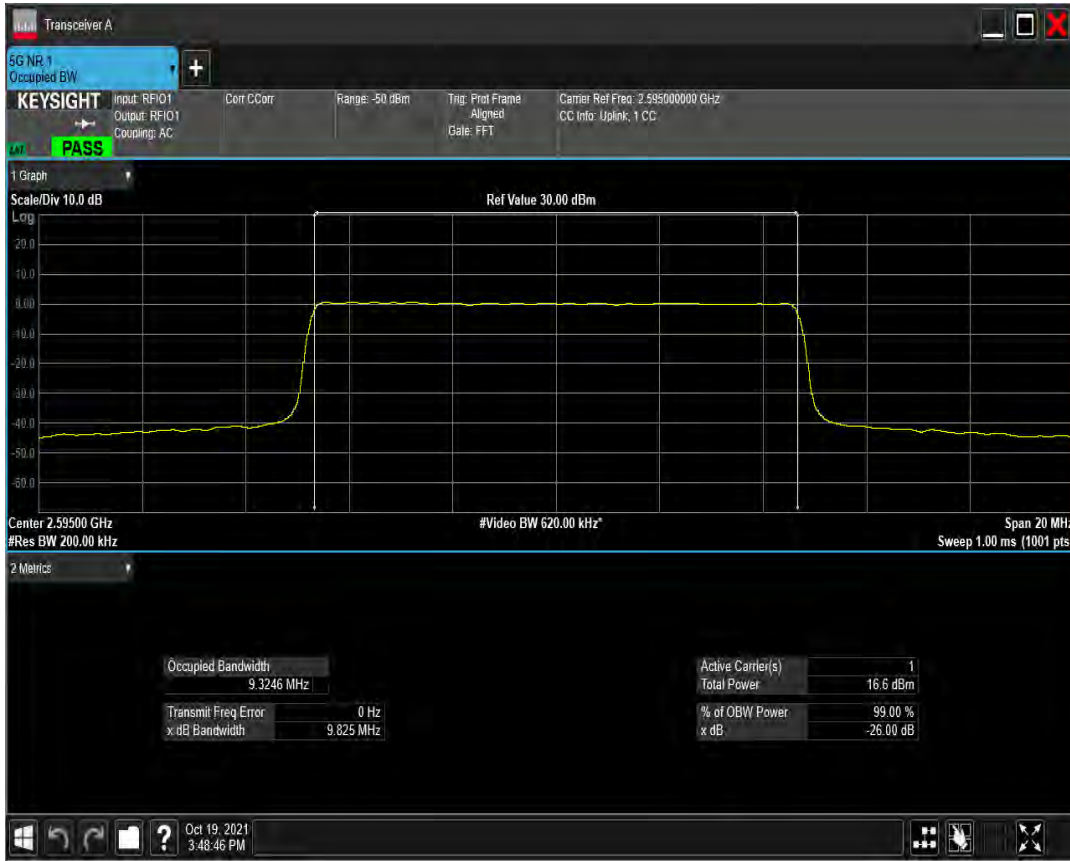 Transceiver A
5G NR 1
Occupied BW
+
KEYSIGHT
Input: RFIO1
Output: RFIO1
Coupling: AC
Corr CCorr
Range: -50 dBm
Trig: Prot Frame
Aligned
Gate: FFT
Carrier Ref Freq: 2.595000000 GHz
CC Info: Uplink, 1 CC
PASS
1 Graph
Scale/Div 10.0 dB
Ref Value 30.00 dBm
Log
20.0
10.0
0.00
-10.0
-20.0
-30.0
-40.0
-50.0
-60.0
Center 2.59500 GHz
#Video BW 620.00 kHz*
Span 20 MHz
#Res BW 200.00 kHz
Sweep 1.00 ms (1001 pts
2 Metrics
Occupied Bandwidth
9.3246 MHz
Transmit Freq Error 0 Hz
x dB Bandwidth 9.825 MHz
Active Carrier(s) 1
Total Power 16.6 dBm
% of OBW Power 99.00 %
x dB -26.00 dB
?
Oct 19, 2021
3:48:46 PM